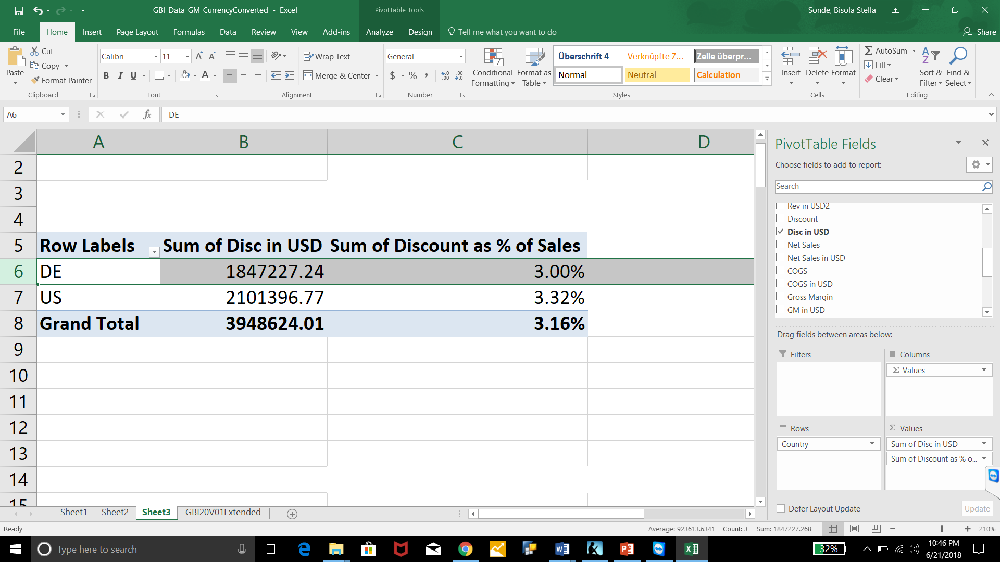 GBI_Data_GM_CurrencyConverted - Excel
PivotTable Tools
Sonde, Bisola Stella
File Home Insert Page Layout Formulas Data Review View Add-ins Analyze Design Tell me what you want to do Share
Paste
Cut
Copy
Format Painter
Clipboard
Calibri 11
B I U
Font
Wrap Text
Merge & Center
Alignment
General
$ % ,
Number
Conditional Formatting
Format as Table
Überschrift 4 Verknüpfte Z... Zelle überpr...
Normal Neutral Calculation
Styles
Insert Delete Format
Cells
AutoSum
Fill
Clear
Sort & Filter
Find & Select
Editing
A6 fx DE
A B C D
2
3
4
5 Row Labels Sum of Disc in USD Sum of Discount as % of Sales
6 DE 1847227.24 3.00%
7 US 2101396.77 3.32%
8 Grand Total 3948624.01 3.16%
9
10
11
12
13
14
15
PivotTable Fields
Choose fields to add to report:
Search
Rev in USD2
Discount
Disc in USD
Net Sales
Net Sales in USD
COGS
COGS in USD
Gross Margin
GM in USD
Drag fields between areas below:
Filters
Columns
Σ Values
Rows
Country
Σ Values
Sum of Disc in USD
Sum of Discount as % o...
Defer Layout Update Update
Sheet1 Sheet2 Sheet3 GBI20V01Extended
Ready
Average: 923613.6341 Count: 3 Sum: 1847227.268
210%
Type here to search
32%
10:46 PM
6/21/2018